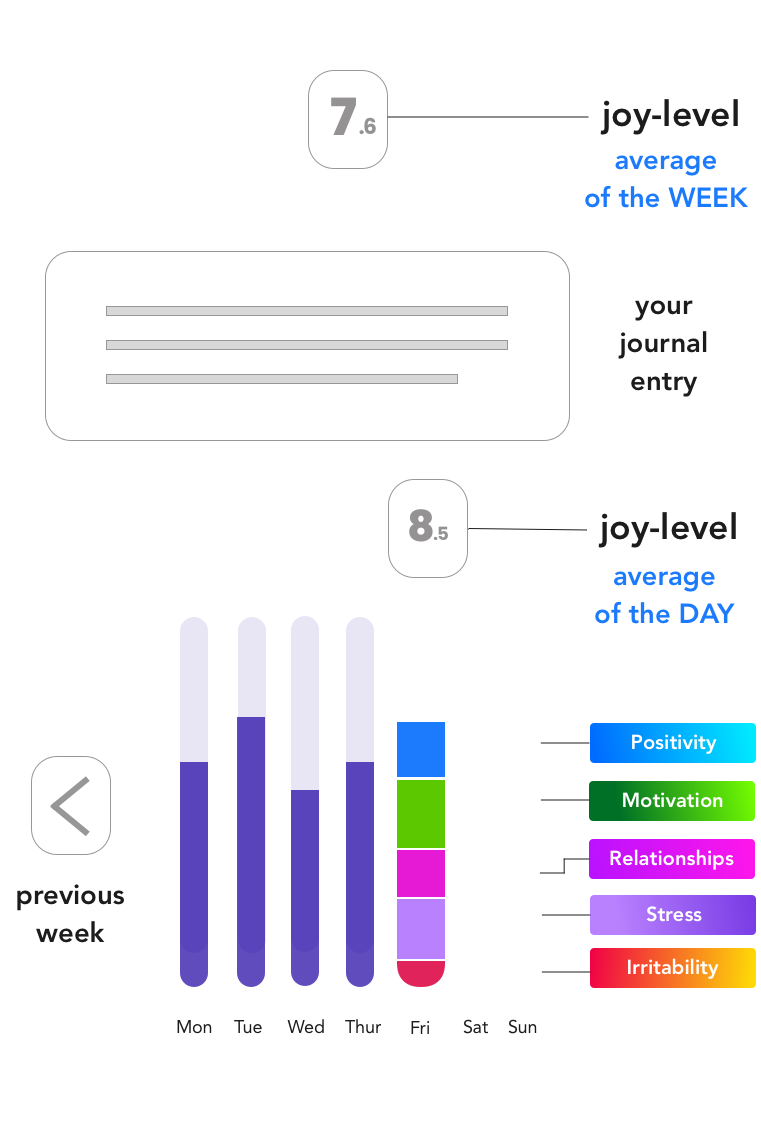 7.6
joy-level
average
of the WEEK
your
journal
entry
8.5
joy-level
average
of the DAY
Positivity
Motivation
Relationships
Stress
Irritability
previous
week
Mon Tue Wed Thur Fri Sat Sun